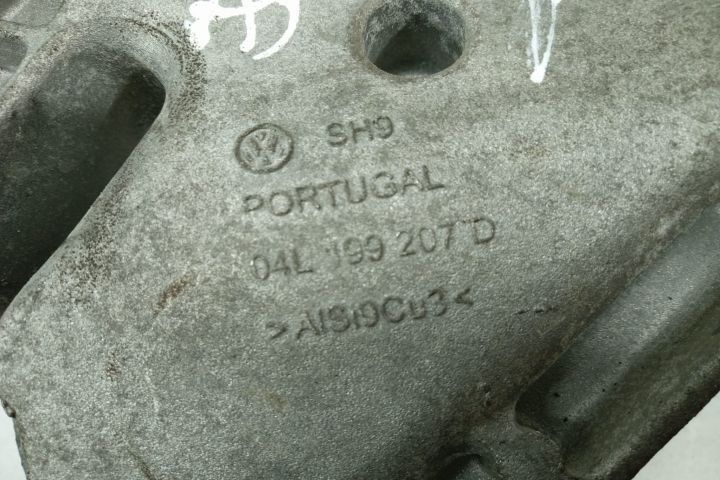 SH9
PORTUGAL
04L 199 207 D
>AlSi9Cu3<